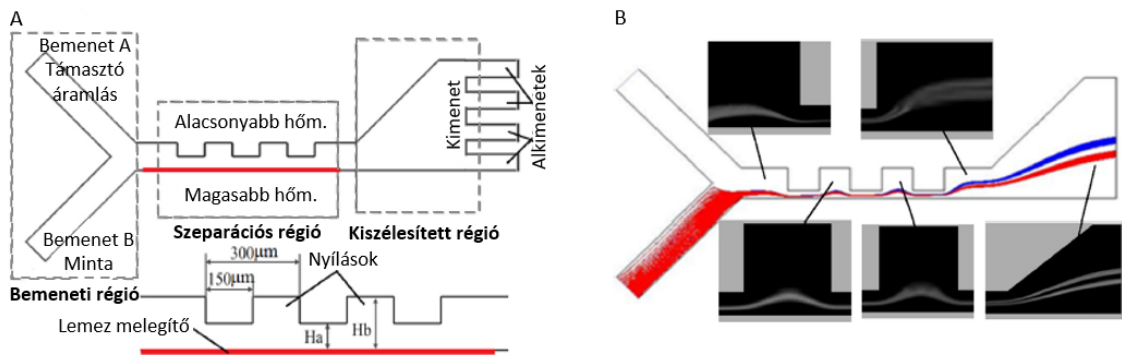 A
Bemenet A
Támasztó
áramlás
Alacsonyabb hőm.
Kimenet
Alkimenetek
Magasabb hőm.
Bemenet B
Minta
Szeparációs régió
Kiszélesített régió
Bemeneti régió
300µm
Nyílások
150µm
Lemez melegítő
Ha
Hb
B